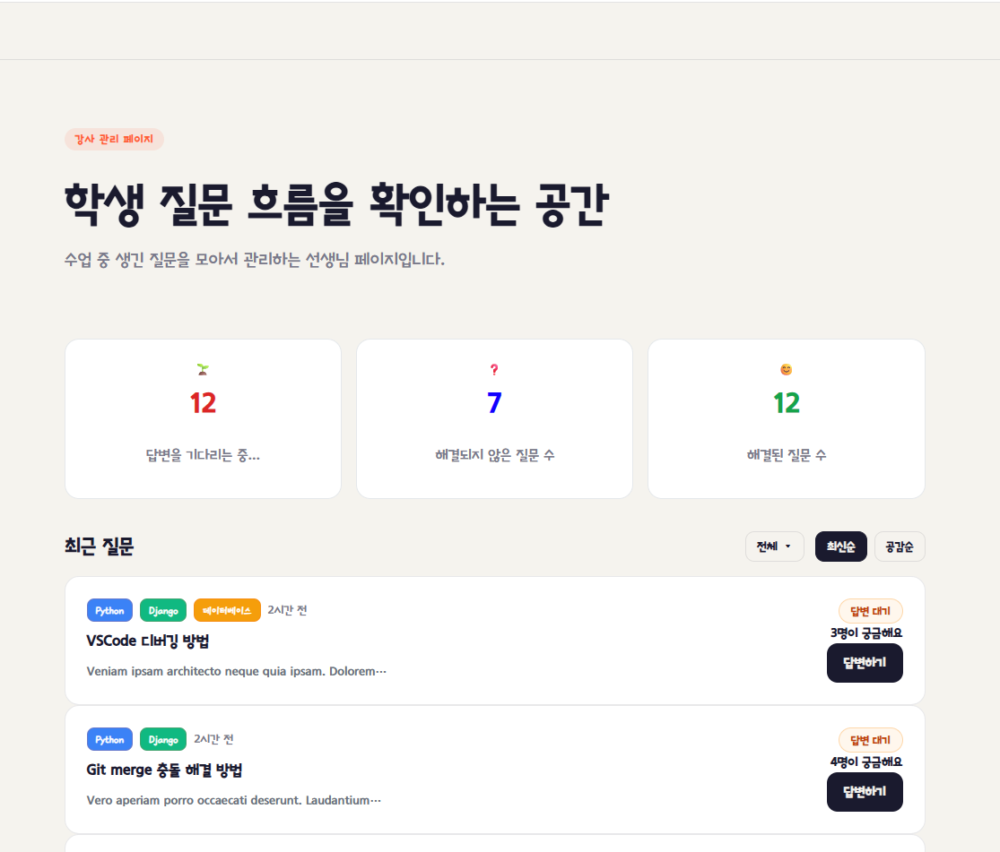 강사 관리 페이지
학생 질문 흐름을 확인하는 공간
수업 중 생긴 질문을 모아서 관리하는 선생님 페이지입니다.
12
답변을 기다리는 중...
7
해결되지 않은 질문 수
12
해결된 질문 수
최근 질문
전체 최신순 공감순
Python Django 데이터베이스 2시간 전
답변 대기
VSCode 디버깅 방법
3명이 궁금해요
Veniam ipsam architecto neque quia ipsam. Dolorem…
답변하기
Python Django 2시간 전
답변 대기
Git merge 충돌 해결 방법
4명이 궁금해요
Vero aperiam porro occaecati deserunt. Laudantium…
답변하기